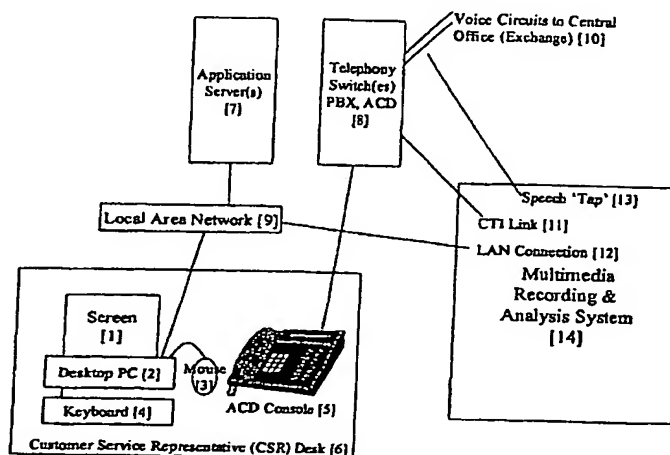 Voice Circuits to Central
Office (Exchange) [10]
Application
Server(s)
[7]
Telephony
Switch(es)
PBX, ACD
[8]
Speech 'Tap' [13]
Local Area Network [9]
CTI Link [11]
LAN Connection [12]
Multimedia
Recording &
Analysis System
[14]
Screen
[1]
Desktop PC [2]
Mouse
[3]
Keyboard [4]
ACD Console [5]
Customer Service Representative (CSR) Desk [6]